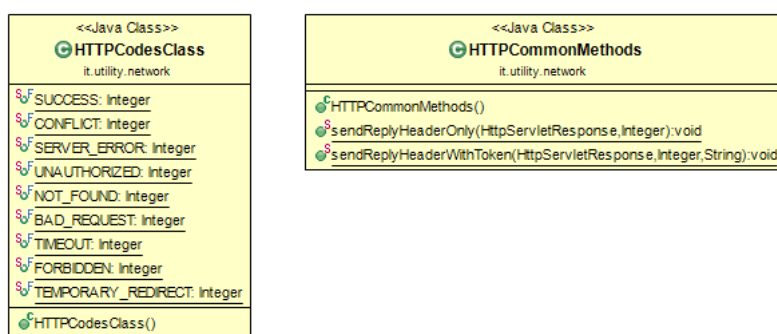 <<Java Class>>
HTTPCodesClass
it.utility.network
SUCCESS: Integer
CONFLICT: Integer
SERVER_ERROR: Integer
UNAUTHORIZED: Integer
NOT_FOUND: Integer
BAD_REQUEST: Integer
TIMEOUT: Integer
FORBIDDEN: Integer
TEMPORARY_REDIRECT: Integer
HTTPCodesClass()
<<Java Class>>
HTTPCommonMethods
it.utility.network
HTTPCommonMethods()
sendReplyHeaderOnly(HttpServletResponse,Integer):void
sendReplyHeaderWithToken(HttpServletResponse,Integer,String):void